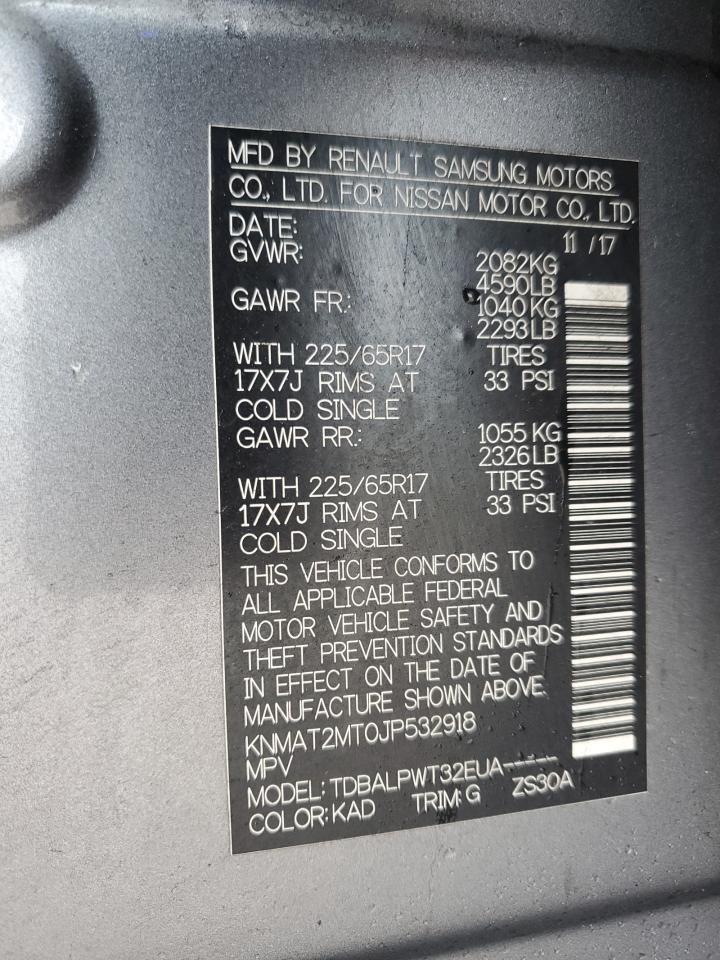 MFD BY RENAULT SAMSUNG MOTORS
CO., LTD. FOR NISSAN MOTOR CO., LTD.
DATE: 11 /17
GVWR: 2082KG
4590LB
GAWR FR.: 1040 KG
2293LB
WITH 225/65R17 TIRES
17X7J RIMS AT 33 PSI
COLD SINGLE
GAWR RR.: 1055 KG
2326LB
WITH 225/65R17 TIRES
17X7J RIMS AT 33 PSI
COLD SINGLE
THIS VEHICLE CONFORMS TO
ALL APPLICABLE FEDERAL
MOTOR VEHICLE SAFETY AND
THEFT PREVENTION STANDARDS
IN EFFECT ON THE DATE OF
MANUFACTURE SHOWN ABOVE.
KNMAT2MT0JP532918
MPV
MODEL: TDBALPWT32EUA-----
COLOR: KAD TRIM: G ZS30A